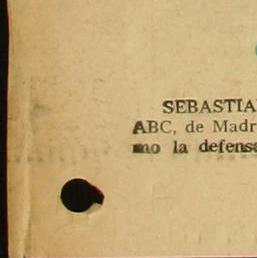 SEBASTIA
ABC, de Madr
mo la defensa